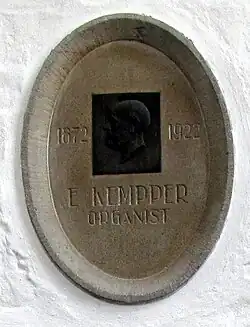 1872 1922
E KEMPPER
ORGANIST